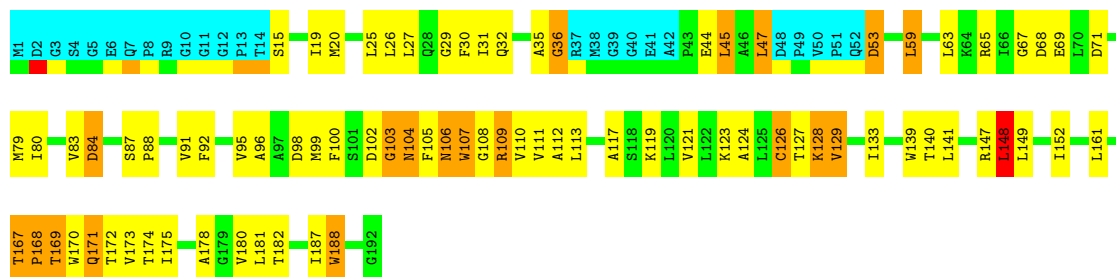 M1 D2 G3 S4 G5 E6 Q7 P8 R9 G10 G11 G12 P13 T14 S15 I19 M20 L25 L26 L27 Q28 G29 F30 I31 Q32 A35 G36 R37 M38 G39 G40 E41 A42 P43 E44 L45 A46 L47 D48 P49 V50 P51 Q52 D53 L59 L63 K64 R65 I66 G67 D68 E69 L70 D71
M79 I80 V83 D84 S87 P88 V91 F92 V95 A96 A97 D98 M99 F100 S101 D102 G103 N104 F105 N106 W107 G108 R109 V110 V111 A112 L113 A117 S118 K119 L120 V121 L122 K123 A124 L125 C126 T127 K128 V129 I133 W139 T140 L141 R147 L148 L149 I152 L161
T167 P168 T169 W170 Q171 T172 V173 T174 I175 A178 G179 V180 L181 T182 I187 W188 G192